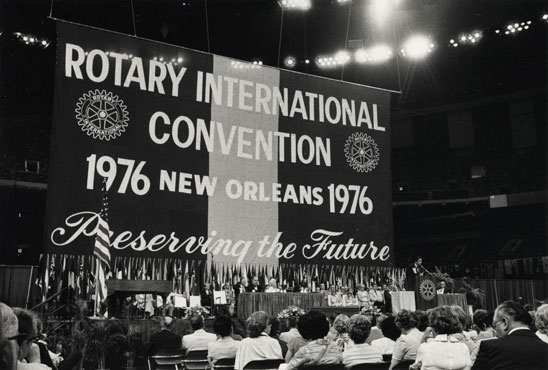 ROTARY INTERNATIONAL
CONVENTION
1976 NEW ORLEANS 1976
Preserving the Future